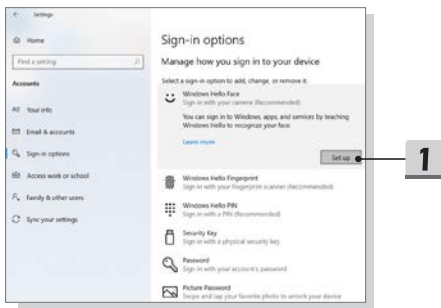 Settings
Home
Find a setting
Accounts
Your info
Email & accounts
Sign-in options
Access work or school
Family & other users
Sync your settings
Sign-in options
Manage how you sign in to your device
Select a sign-in option to add, change, or remove it.
Windows Hello Face
Sign in with your camera (Recommended)
You can sign in to Windows, apps, and services by teaching
Windows Hello to recognize your face.
Learn more
Set up
Windows Hello Fingerprint
Sign in with your fingerprint scanner (Recommended)
Windows Hello PIN
Sign in with a PIN (Recommended)
Security Key
Sign in with a physical security key
Password
Sign in with your account's password
Picture Password
Swipe and tap your favorite photo to unlock your device
1